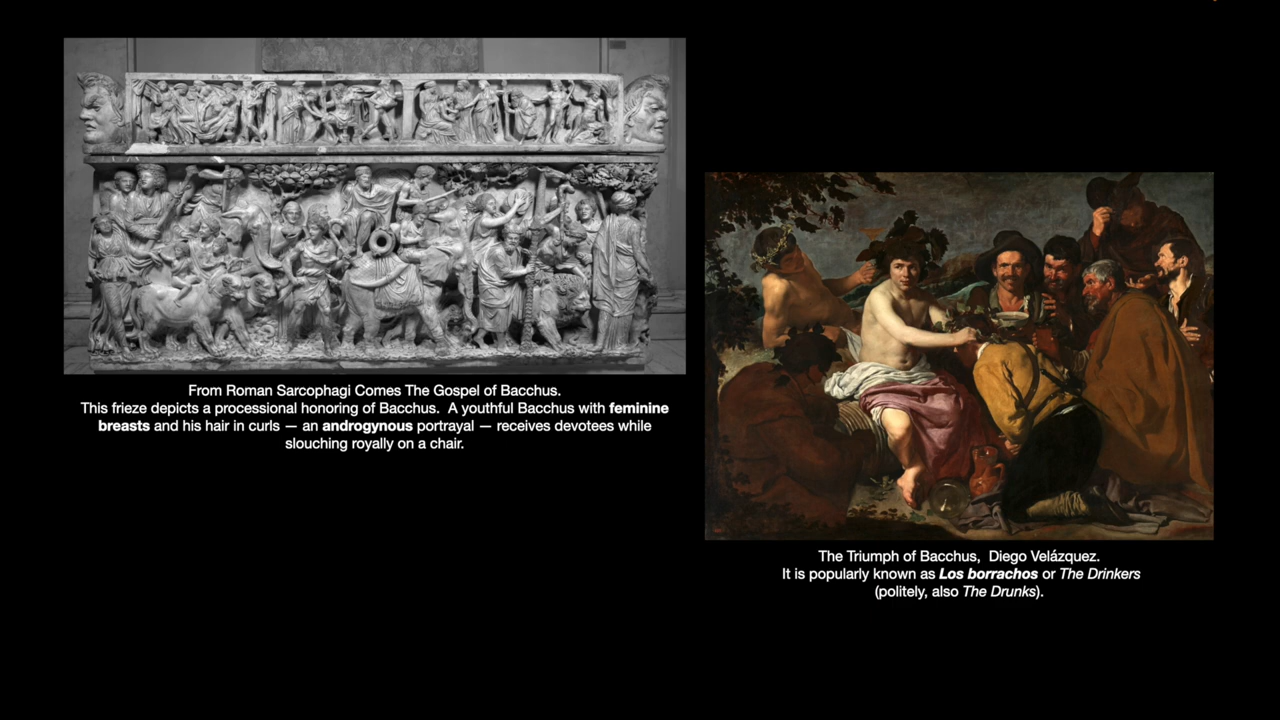 From Roman Sarcophagi Comes The Gospel of Bacchus.
This frieze depicts a processional honoring of Bacchus.  A youthful Bacchus with feminine
breasts and his hair in curls — an androgynous portrayal — receives devotees while
slouching royally on a chair.
The Triumph of Bacchus,  Diego Velázquez.
It is popularly known as Los borrachos or The Drinkers
(politely, also The Drunks).